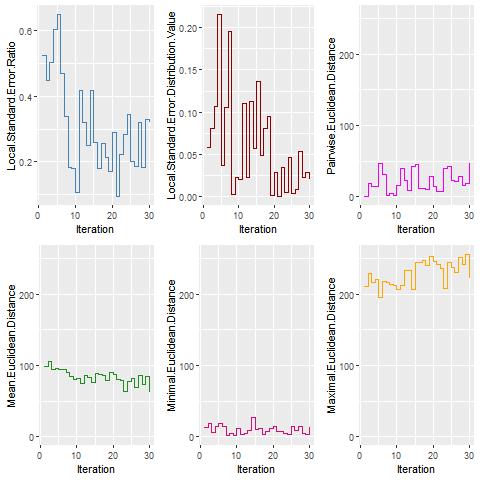 Local.Standard.Error.Ratio
0.6
0.4
0.2
0 10 20 30
Iteration
Local.Standard.Error.Distribution.Value
0.20
0.15
0.10
0.05
0.00
0 10 20 30
Iteration
Pairwise.Euclidean.Distance
200
100
0
0 10 20 30
Iteration
Mean.Euclidean.Distance
200
100
0
0 10 20 30
Iteration
Minimal.Euclidean.Distance
200
100
0
0 10 20 30
Iteration
Maximal.Euclidean.Distance
200
100
0
0 10 20 30
Iteration